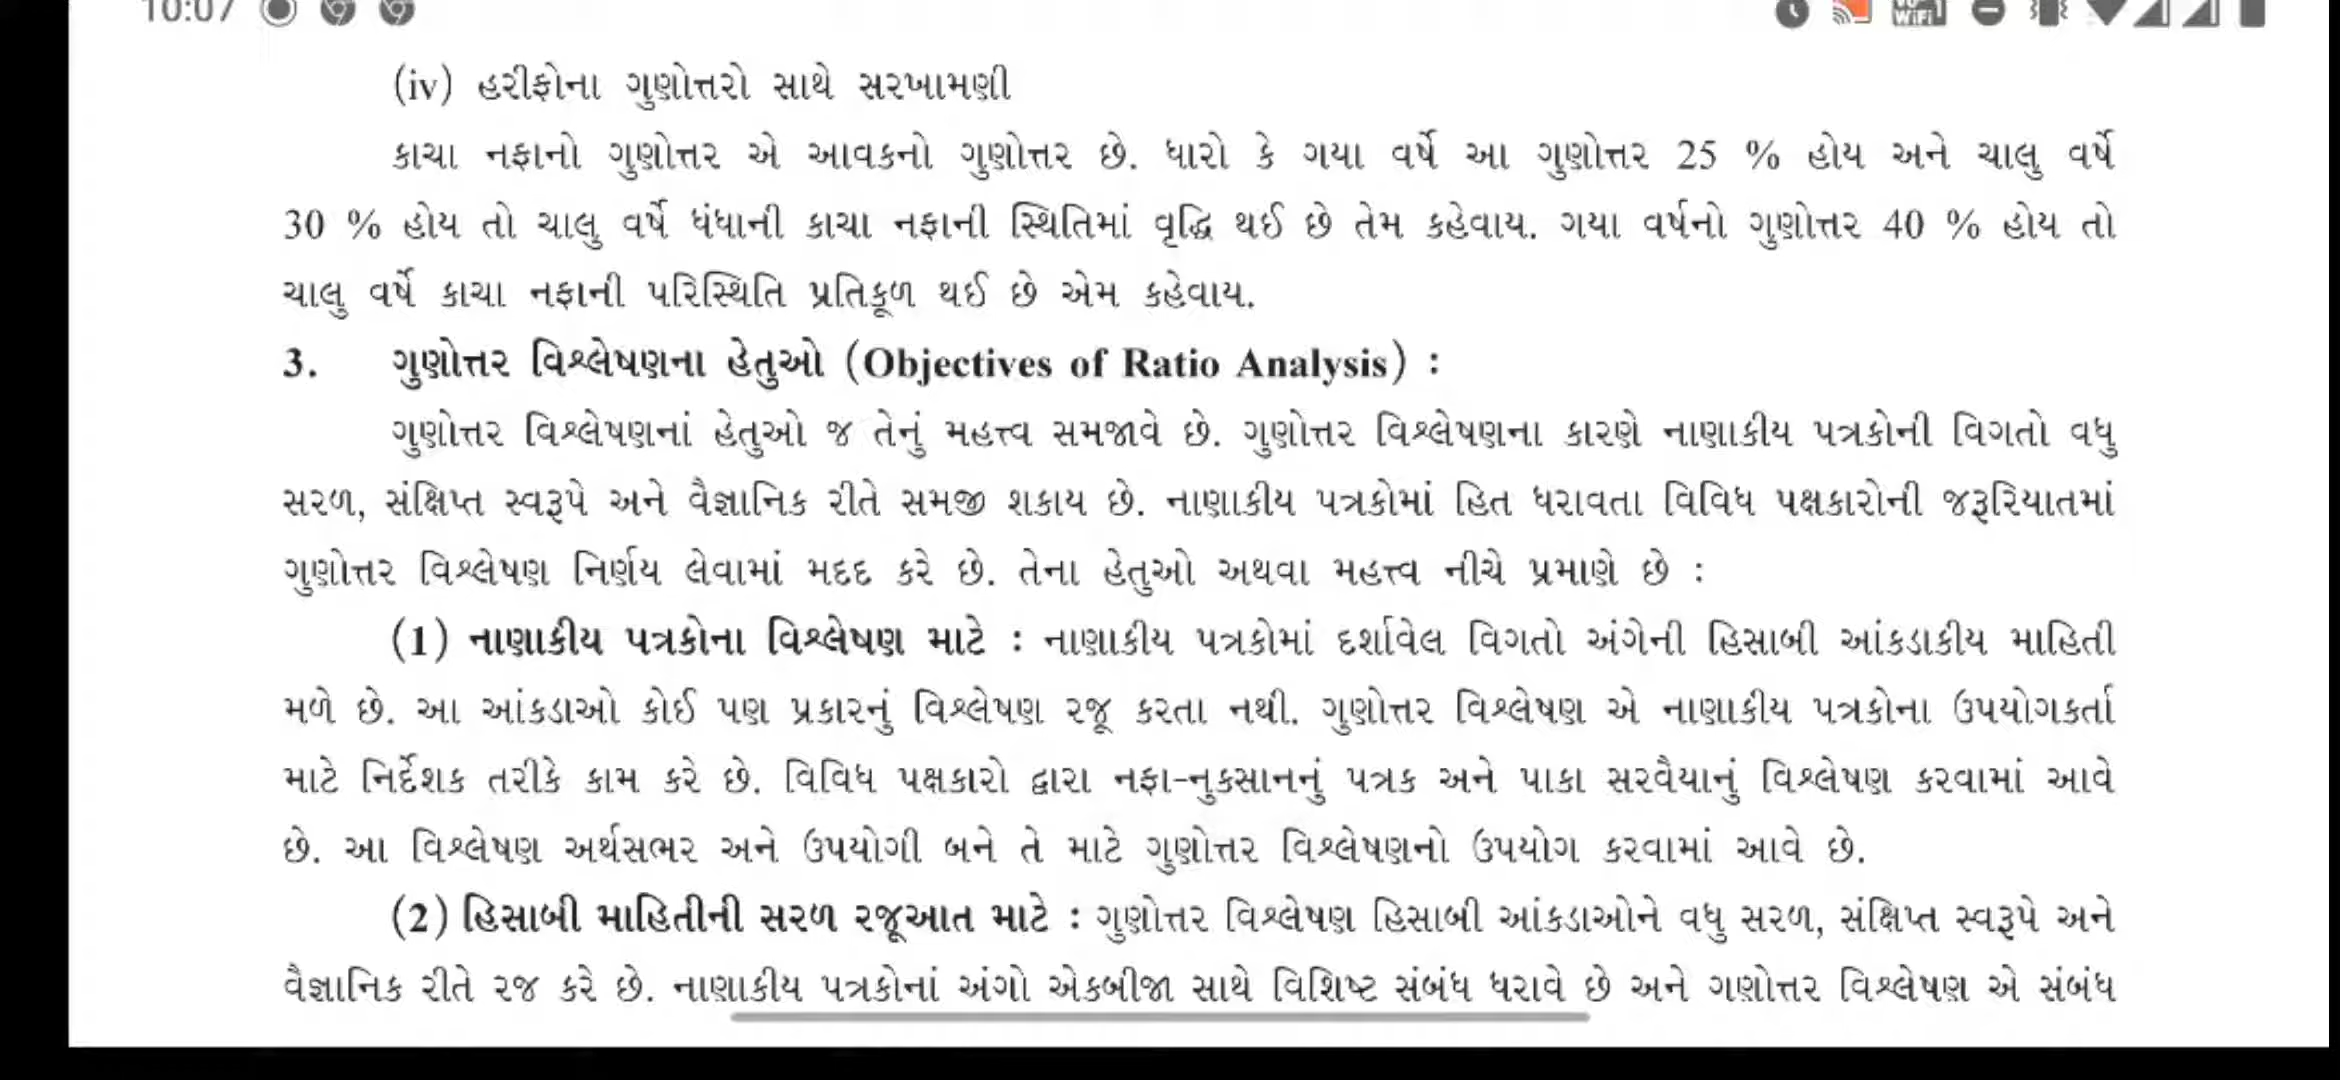 10:07
(iv) હરીફોના ગુણોત્તરો સાથે સરખામણી
કાચા નફાનો ગુણોત્તર એ આવકનો ગુણોત્તર છે. ધારો કે ગયા વર્ષે આ ગુણોત્તર 25 % હોય અને ચાલુ વર્ષે
30 % હોય તો ચાલુ વર્ષે ધંધાની કાચા નફાની સ્થિતિમાં વૃદ્ધિ થઈ છે તેમ કહેવાય. ગયા વર્ષનો ગુણોત્તર 40 % હોય તો
ચાલુ વર્ષે કાચા નફાની પરિસ્થિતિ પ્રતિકૂળ થઈ છે એમ કહેવાય.
3. ગુણોત્તર વિશ્લેષણના હેતુઓ (Objectives of Ratio Analysis) :
ગુણોત્તર વિશ્લેષણનાં હેતુઓ જ તેનું મહત્ત્વ સમજાવે છે. ગુણોત્તર વિશ્લેષણના કારણે નાણાકીય પત્રકોની વિગતો વધુ
સરળ, સંક્ષિપ્ત સ્વરૂપે અને વૈજ્ઞાનિક રીતે સમજી શકાય છે. નાણાકીય પત્રકોમાં હિત ધરાવતા વિવિધ પક્ષકારોની જરૂરિયાતમાં
ગુણોત્તર વિશ્લેષણ નિર્ણય લેવામાં મદદ કરે છે. તેના હેતુઓ અથવા મહત્ત્વ નીચે પ્રમાણે છે :
(1) નાણાકીય પત્રકોના વિશ્લેષણ માટે : નાણાકીય પત્રકોમાં દર્શાવેલ વિગતો અંગેની હિસાબી આંકડાકીય માહિતી
મળે છે. આ આંકડાઓ કોઈ પણ પ્રકારનું વિશ્લેષણ રજૂ કરતા નથી. ગુણોત્તર વિશ્લેષણ એ નાણાકીય પત્રકોના ઉપયોગકર્તા
માટે નિર્દેશક તરીકે કામ કરે છે. વિવિધ પક્ષકારો દ્વારા નફા-નુકસાનનું પત્રક અને પાકા સરવૈયાનું વિશ્લેષણ કરવામાં આવે
છે. આ વિશ્લેષણ અર્થસભર અને ઉપયોગી બને તે માટે ગુણોત્તર વિશ્લેષણનો ઉપયોગ કરવામાં આવે છે.
(2) હિસાબી માહિતીની સરળ રજૂઆત માટે : ગુણોત્તર વિશ્લેષણ હિસાબી આંકડાઓને વધુ સરળ, સંક્ષિપ્ત સ્વરૂપે અને
વૈજ્ઞાનિક રીતે રજૂ કરે છે. નાણાકીય પત્રકોનાં અંગો એકબીજા સાથે વિશિષ્ટ સંબંધ ધરાવે છે અને ગુણોત્તર વિશ્લેષણ એ સંબંધ